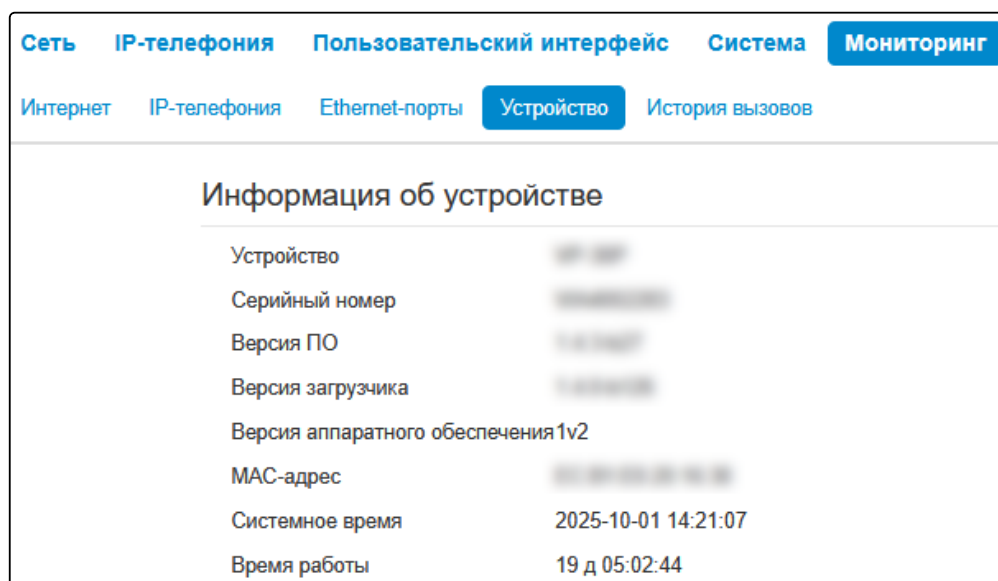 Сеть IP-телефония Пользовательский интерфейс Система Мониторинг
Интернет IP-телефония Ethernet-порты Устройство История вызовов
Информация об устройстве
Устройство
Серийный номер
Версия ПО
Версия загрузчика
Версия аппаратного обеспечения 1v2
MAC-адрес
Системное время 2025-10-01 14:21:07
Время работы 19 д 05:02:44